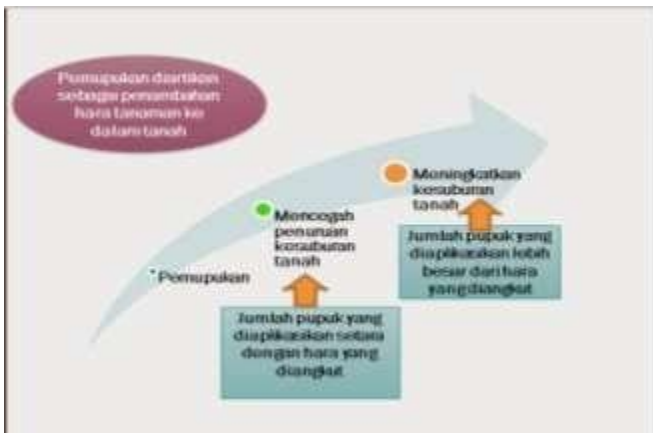 Pemupukan diartikan
sebagai penambahan
hara tanaman ke
dalam tanah
Meningkatkan
kesuburan
tanah
Mencegah
penuruan
kesuburan
tanah
Jumlah pupuk yang
diaplikasikan lebih
besar dari hara
yang diangkut
Pemupukan
Jumlah pupuk yang
diaplikasikan setara
dengan hara yang
diangkut